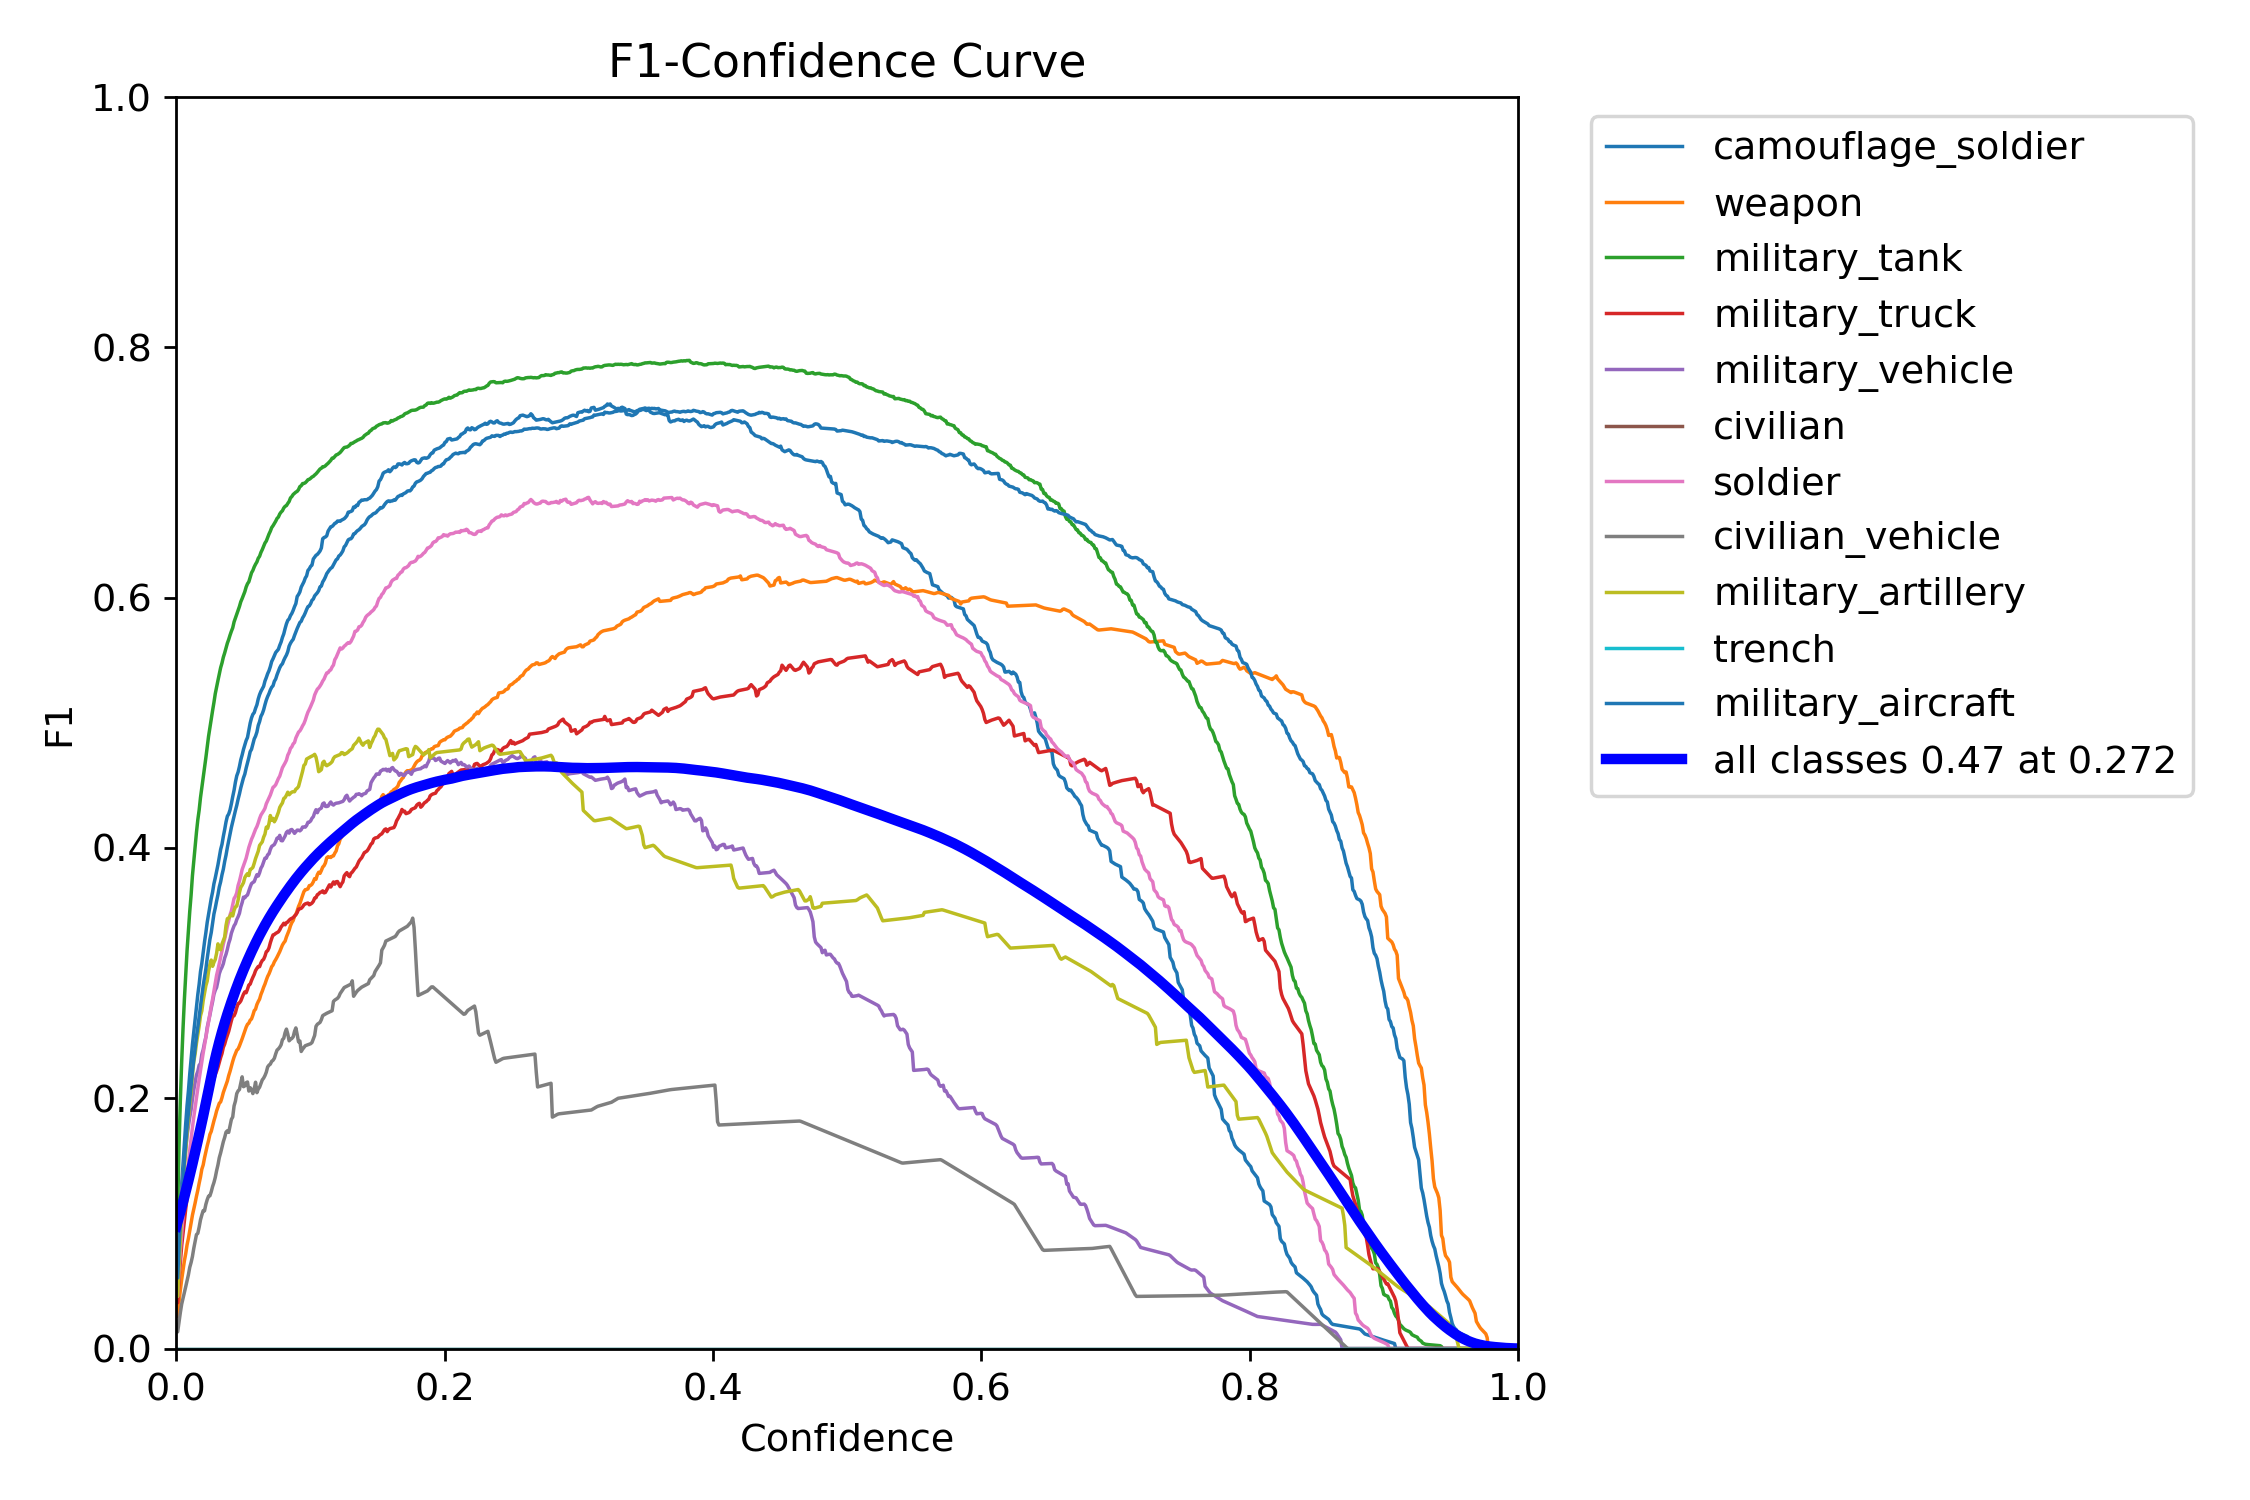 F1-Confidence Curve
1.0
0.8
0.6
0.4
0.2
0.0
F1
0.0 0.2 0.4 0.6 0.8 1.0
Confidence
camouflage_soldier
weapon
military_tank
military_truck
military_vehicle
civilian
soldier
civilian_vehicle
military_artillery
trench
military_aircraft
all classes 0.47 at 0.272